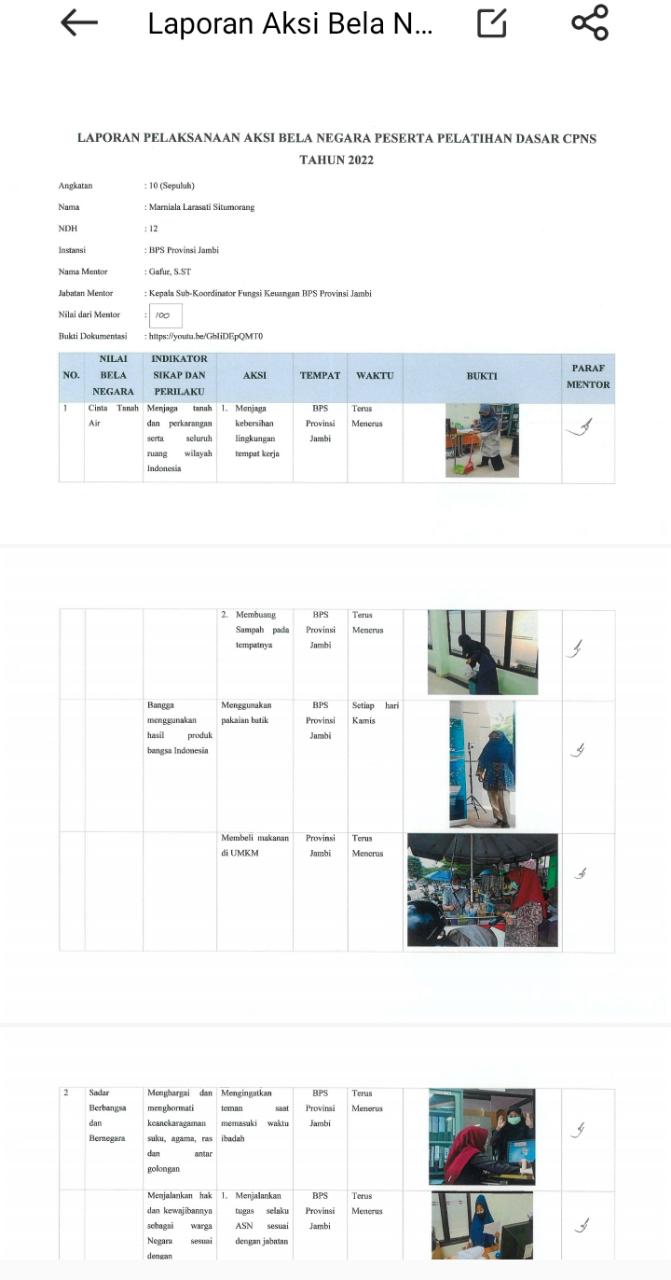 Laporan Aksi Bela N...
LAPORAN PELAKSANAAN AKSI BELA NEGARA PESERTA PELATIHAN DASAR CPNS
TAHUN 2022
Angkatan : 10 (Sepuluh)
Nama : Marniala Larasati Situmorang
NDH : 12
Instansi : BPS Provinsi Jambi
Nama Mentor : Gafur, S.ST
Jabatan Mentor : Kepala Sub-Koordinator Fungsi Keuangan BPS Provinsi Jambi
Nilai dari Mentor : 100
Bukti Dokumentasi : https://youtu.be/GbIiDEpQMT0
NO.
NILAI
BELA
NEGARA
INDIKATOR
SIKAP DAN
PERILAKU
AKSI
TEMPAT
WAKTU
BUKTI
PARAF
MENTOR
1
Cinta Tanah
Air
Menjaga tanah
dan perkarangan
serta seluruh
ruang wilayah
Indonesia
1. Menjaga
kebersihan
lingkungan
tempat kerja
BPS
Provinsi
Jambi
Terus
Menerus
2. Membuang
Sampah pada
tempatnya
BPS
Provinsi
Jambi
Terus
Menerus
Bangga
menggunakan
hasil produk
bangsa Indonesia
Menggunakan
pakaian batik
BPS
Provinsi
Jambi
Setiap hari
Kamis
Membeli makanan
di UMKM
Provinsi
Jambi
Terus
Menerus
2
Sadar
Berbangsa
dan
Bernegara
Menghargai dan
menghormati
keanekaragaman
suku, agama, ras
dan antar
golongan
Mengingatkan
teman saat
memasuki waktu
ibadah
BPS
Provinsi
Jambi
Terus
Menerus
Menjalankan hak
dan kewajibannya
sebagai warga
Negara sesuai
dengan
1. Menjalankan
tugas selaku
ASN sesuai
dengan jabatan
BPS
Provinsi
Jambi
Terus
Menerus